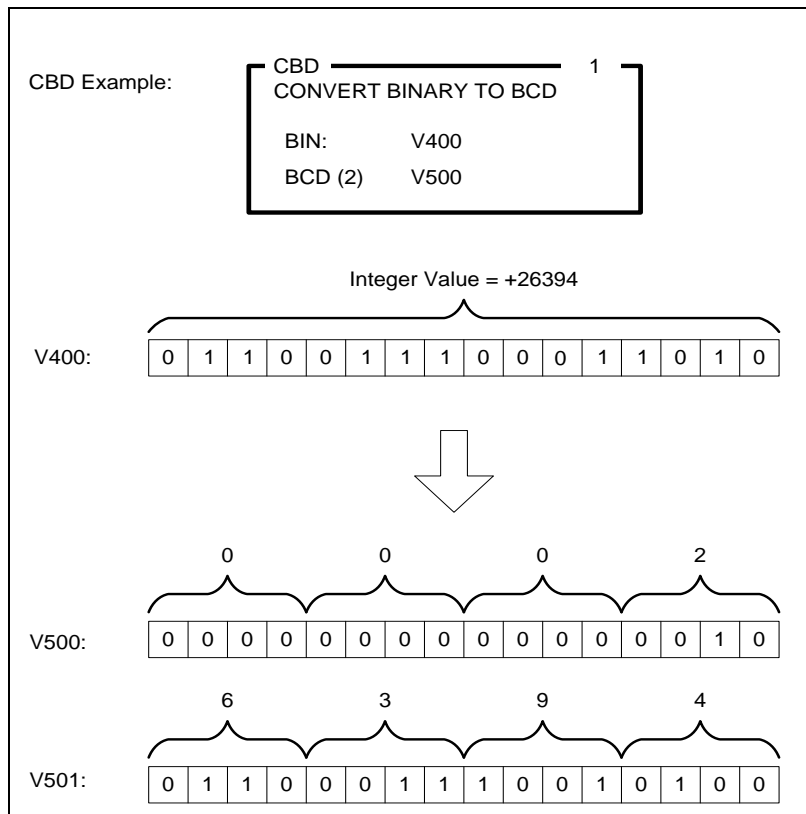 CBD Example:
CBD 1
CONVERT BINARY TO BCD
BIN: V400
BCD (2) V500
Integer Value = +26394
V400: 0 1 1 0 0 1 1 1 0 0 0 1 1 0 1 0
0 0 0 2
V500: 0 0 0 0 0 0 0 0 0 0 0 0 0 0 1 0
6 3 9 4
V501: 0 1 1 0 0 0 1 1 1 0 0 1 0 1 0 0